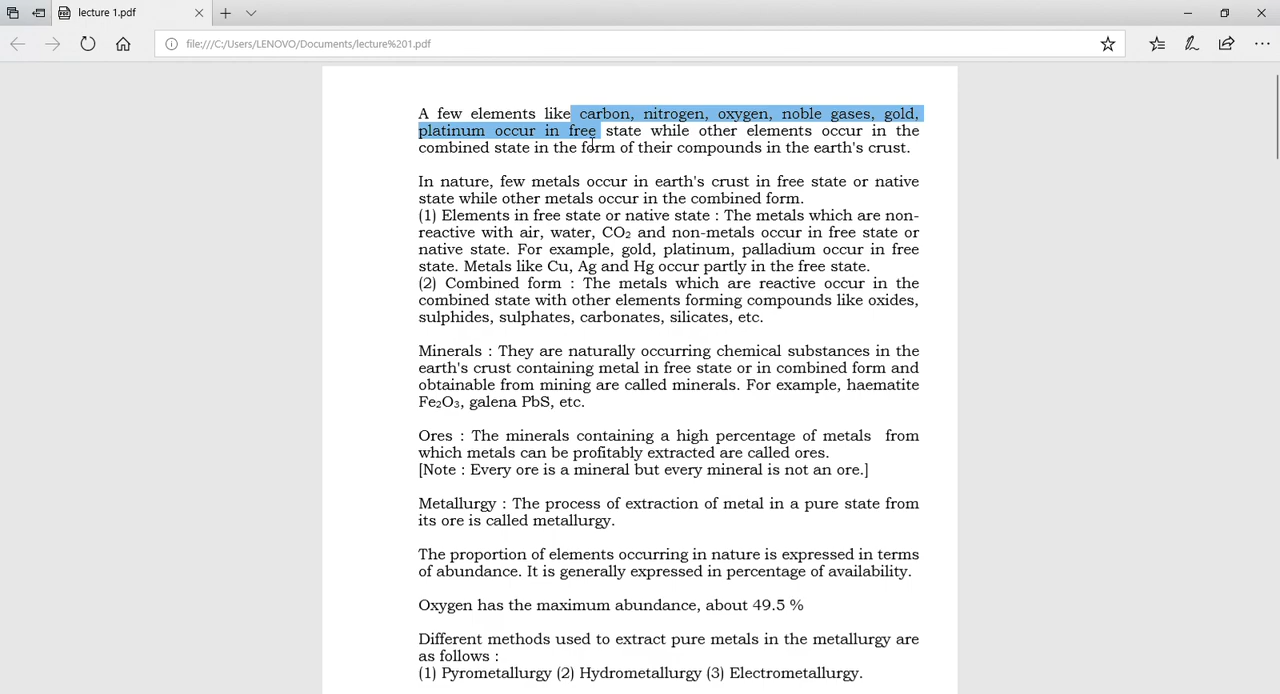 lecture 1.pdf
file:///C:/Users/LENOVO/Documents/lecture%201.pdf
A few elements like carbon, nitrogen, oxygen, noble gases, gold,
platinum occur in free state while other elements occur in the
combined state in the form of their compounds in the earth's crust.
In nature, few metals occur in earth's crust in free state or native
state while other metals occur in the combined form.
(1) Elements in free state or native state : The metals which are non-
reactive with air, water, CO₂ and non-metals occur in free state or
native state. For example, gold, platinum, palladium occur in free
state. Metals like Cu, Ag and Hg occur partly in the free state.
(2) Combined form : The metals which are reactive occur in the
combined state with other elements forming compounds like oxides,
sulphides, sulphates, carbonates, silicates, etc.
Minerals : They are naturally occurring chemical substances in the
earth's crust containing metal in free state or in combined form and
obtainable from mining are called minerals. For example, haematite
Fe₂O₃, galena PbS, etc.
Ores : The minerals containing a high percentage of metals from
which metals can be profitably extracted are called ores.
[Note : Every ore is a mineral but every mineral is not an ore.]
Metallurgy : The process of extraction of metal in a pure state from
its ore is called metallurgy.
The proportion of elements occurring in nature is expressed in terms
of abundance. It is generally expressed in percentage of availability.
Oxygen has the maximum abundance, about 49.5 %
Different methods used to extract pure metals in the metallurgy are
as follows :
(1) Pyrometallurgy (2) Hydrometallurgy (3) Electrometallurgy.